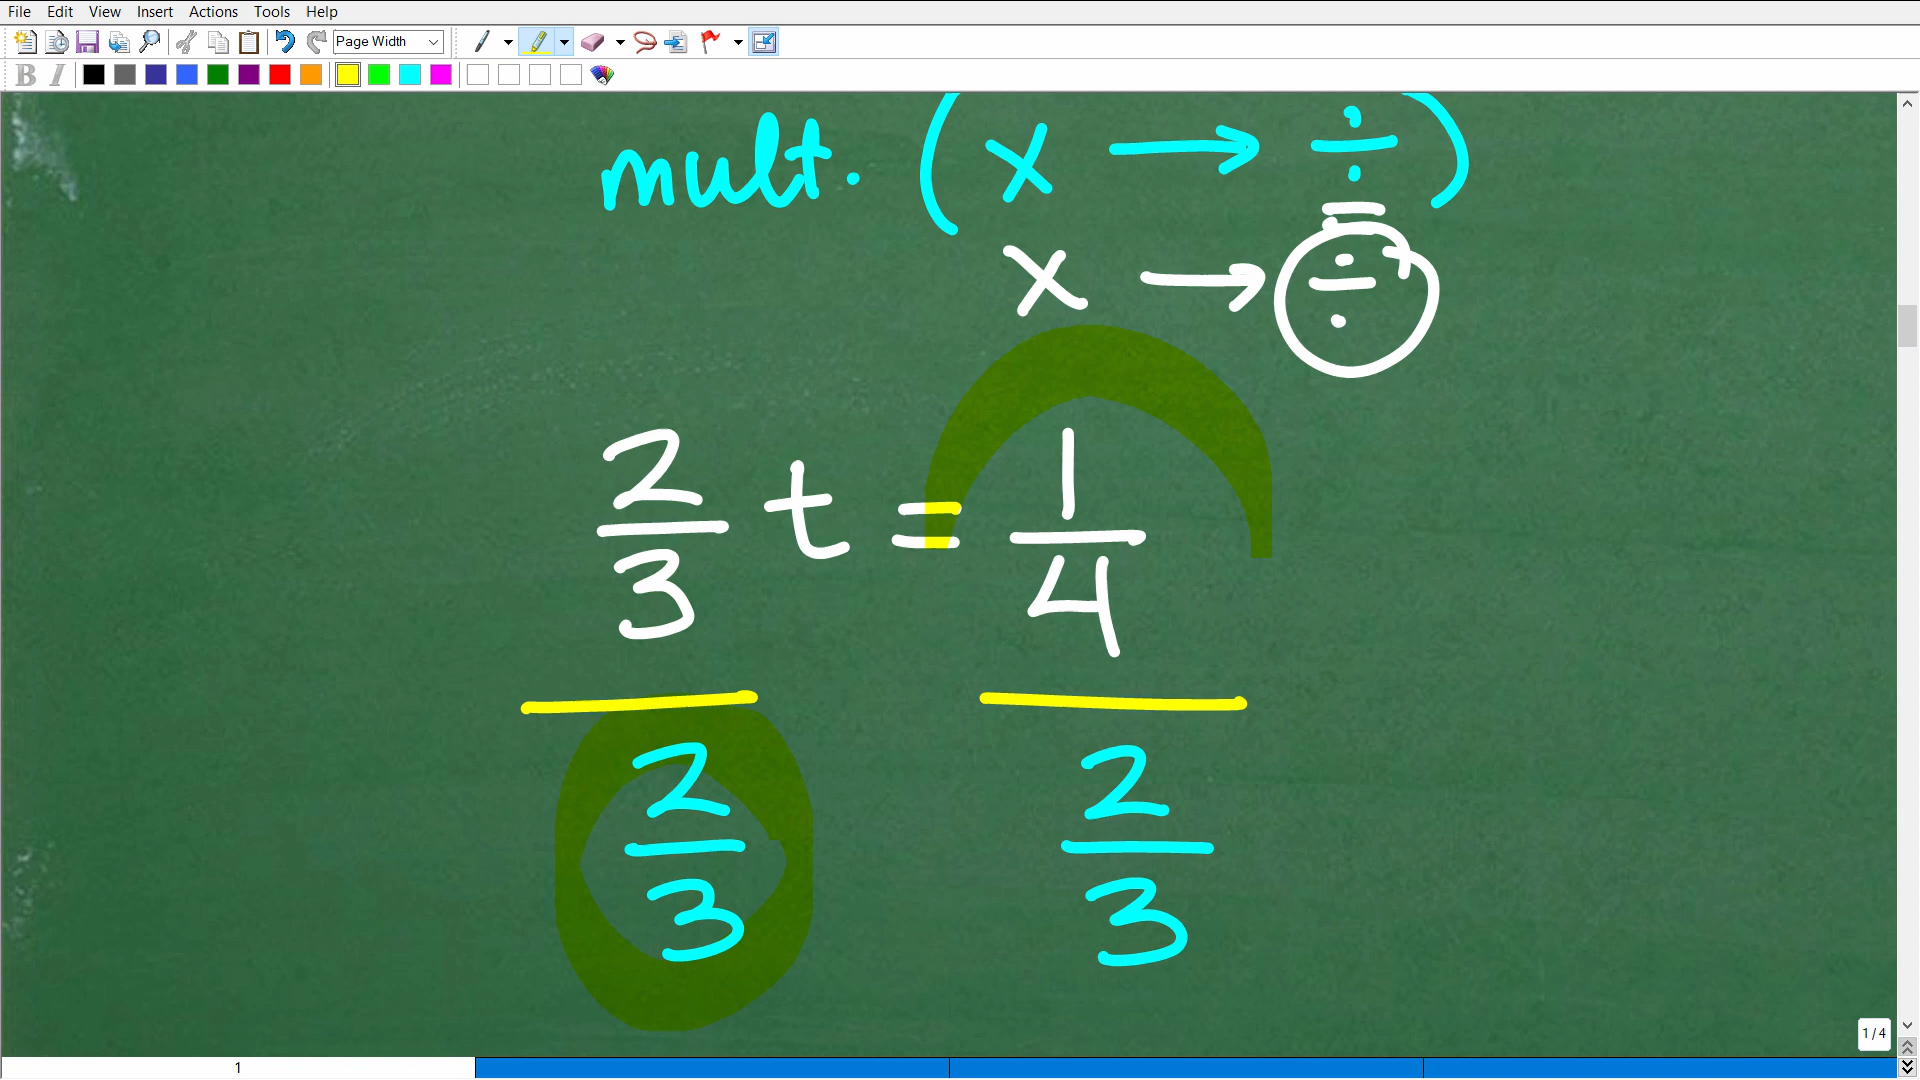 File Edit View Insert Actions Tools Help
Page Width
B I
mult. (x → ÷)
x → ÷
2/3 t = 1/4
2/3 2/3
1 / 4
1